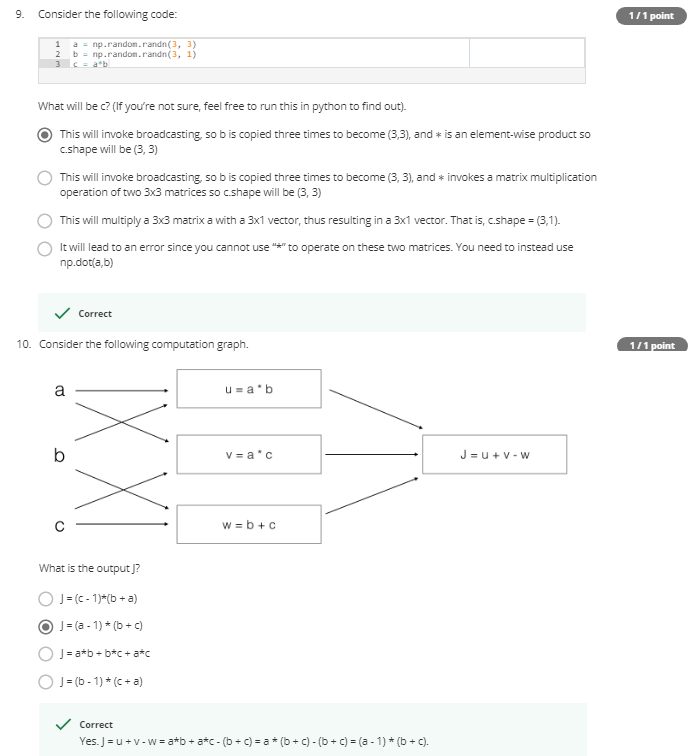 9. Consider the following code:
1 / 1 point
1 a = np.random.randn(3, 3)
2 b = np.random.randn(3, 1)
3 c = a*b
What will be c? (If you're not sure, feel free to run this in python to find out).
This will invoke broadcasting, so b is copied three times to become (3,3), and * is an element-wise product so
c.shape will be (3, 3)
This will invoke broadcasting, so b is copied three times to become (3, 3), and * invokes a matrix multiplication
operation of two 3x3 matrices so c.shape will be (3, 3)
This will multiply a 3x3 matrix a with a 3x1 vector, thus resulting in a 3x1 vector. That is, c.shape = (3,1).
It will lead to an error since you cannot use "*" to operate on these two matrices. You need to instead use
np.dot(a,b)
Correct
10. Consider the following computation graph.
1 / 1 point
a
u = a * b
b
v = a * c
J = u + v - w
c
w = b + c
What is the output J?
J = (c - 1)*(b + a)
J = (a - 1) * (b + c)
J = a*b + b*c + a*c
J = (b - 1) * (c + a)
Correct
Yes. J = u + v - w = a*b + a*c - (b + c) = a * (b + c) - (b + c) = (a - 1) * (b + c).